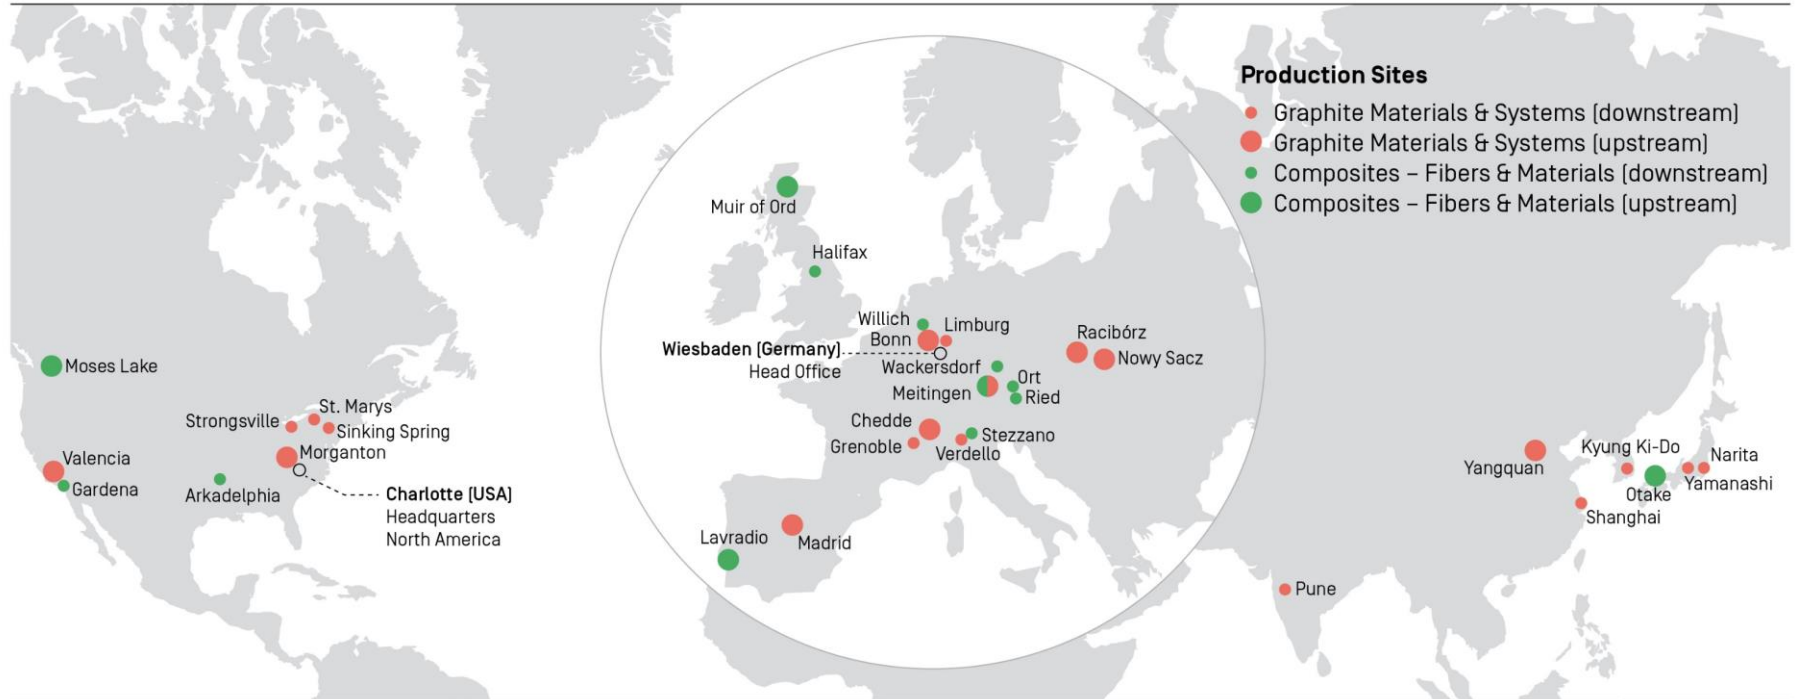 Production Sites
Graphite Materials & Systems (downstream)
Graphite Materials & Systems (upstream)
Composites – Fibers & Materials (downstream)
Composites – Fibers & Materials (upstream)
Moses Lake
Strongsville
St. Marys
Sinking Spring
Morganton
Valencia
Gardena
Arkadelphia
Charlotte (USA)
Headquarters
North America
Muir of Ord
Halifax
Willich
Limburg
Bonn
Wiesbaden (Germany)
Head Office
Racibórz
Nowy Sacz
Wackersdorf
Ort
Meitingen
Ried
Chedde
Grenoble
Stezzano
Verdello
Lavradio
Madrid
Yangquan
Kyung Ki-Do
Narita
Yamanashi
Otake
Shanghai
Pune